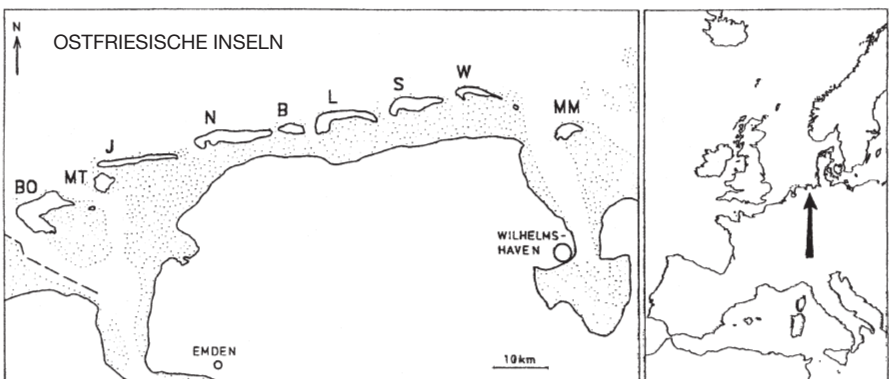 N
OSTFRIESISCHE INSELN
W
S
MM
L
B
N
J
MT
BO
WILHELMS-
HAVEN
EMDEN
10km